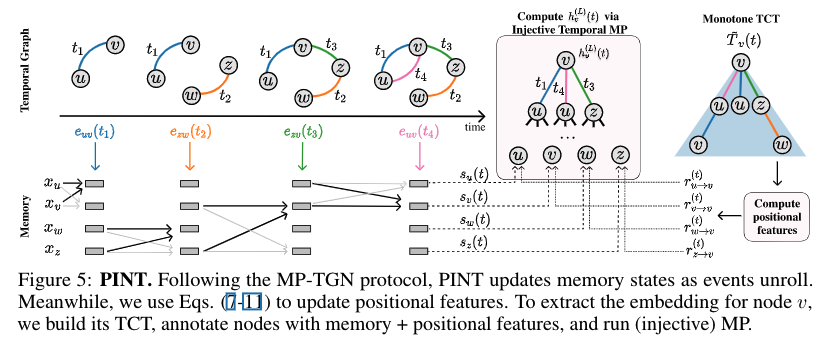 Compute h_v^{(L)}(t) via
Injective Temporal MP
Monotone TCT
Temporal Graph
t_1 v u
t_1 v u z w t_2
t_1 v t_3 u z w t_2
t_1 v t_3 u t_4 z w t_2
v h_v^{(L)}(t)
t_1 t_4 t_3
u u z
...
u v w z
T̃_v(t)
v
u u z
v w
time
e_{uv}(t_1) e_{zw}(t_2) e_{zv}(t_3) e_{uv}(t_4)
Memory
x_u s_u(t) r_{u→v}^{(t)}
x_v s_v(t) r_{v→v}^{(t)}
x_w s_w(t) r_{w→v}^{(t)}
x_z s_z(t) r_{z→v}^{(t)}
Compute
positional
features
Figure 5: PINT. Following the MP-TGN protocol, PINT updates memory states as events unroll.
Meanwhile, we use Eqs. (7-11) to update positional features. To extract the embedding for node v,
we build its TCT, annotate nodes with memory + positional features, and run (injective) MP.